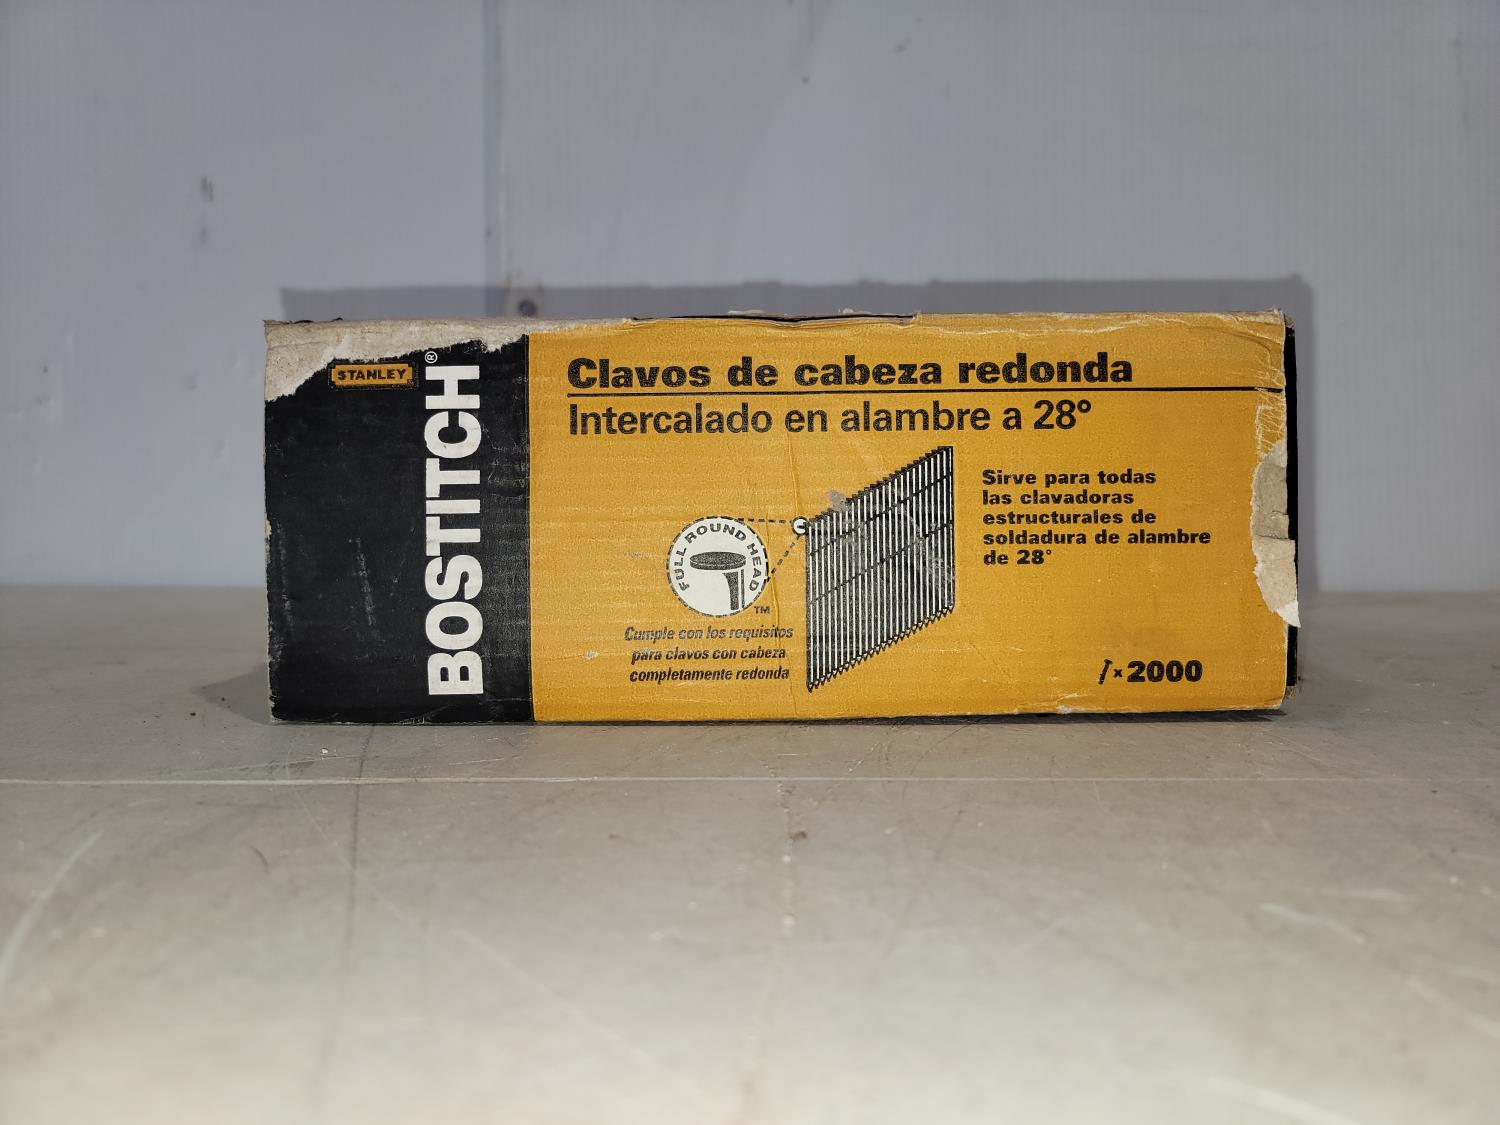 STANLEY
BOSTITCH®
Clavos de cabeza redonda
Intercalado en alambre a 28°
Sirve para todas
las clavadoras
estructurales de
soldadura de alambre
de 28°
FULL ROUND HEAD
TM
Cumple con los requisitos
para clavos con cabeza
completamente redonda
x 2000